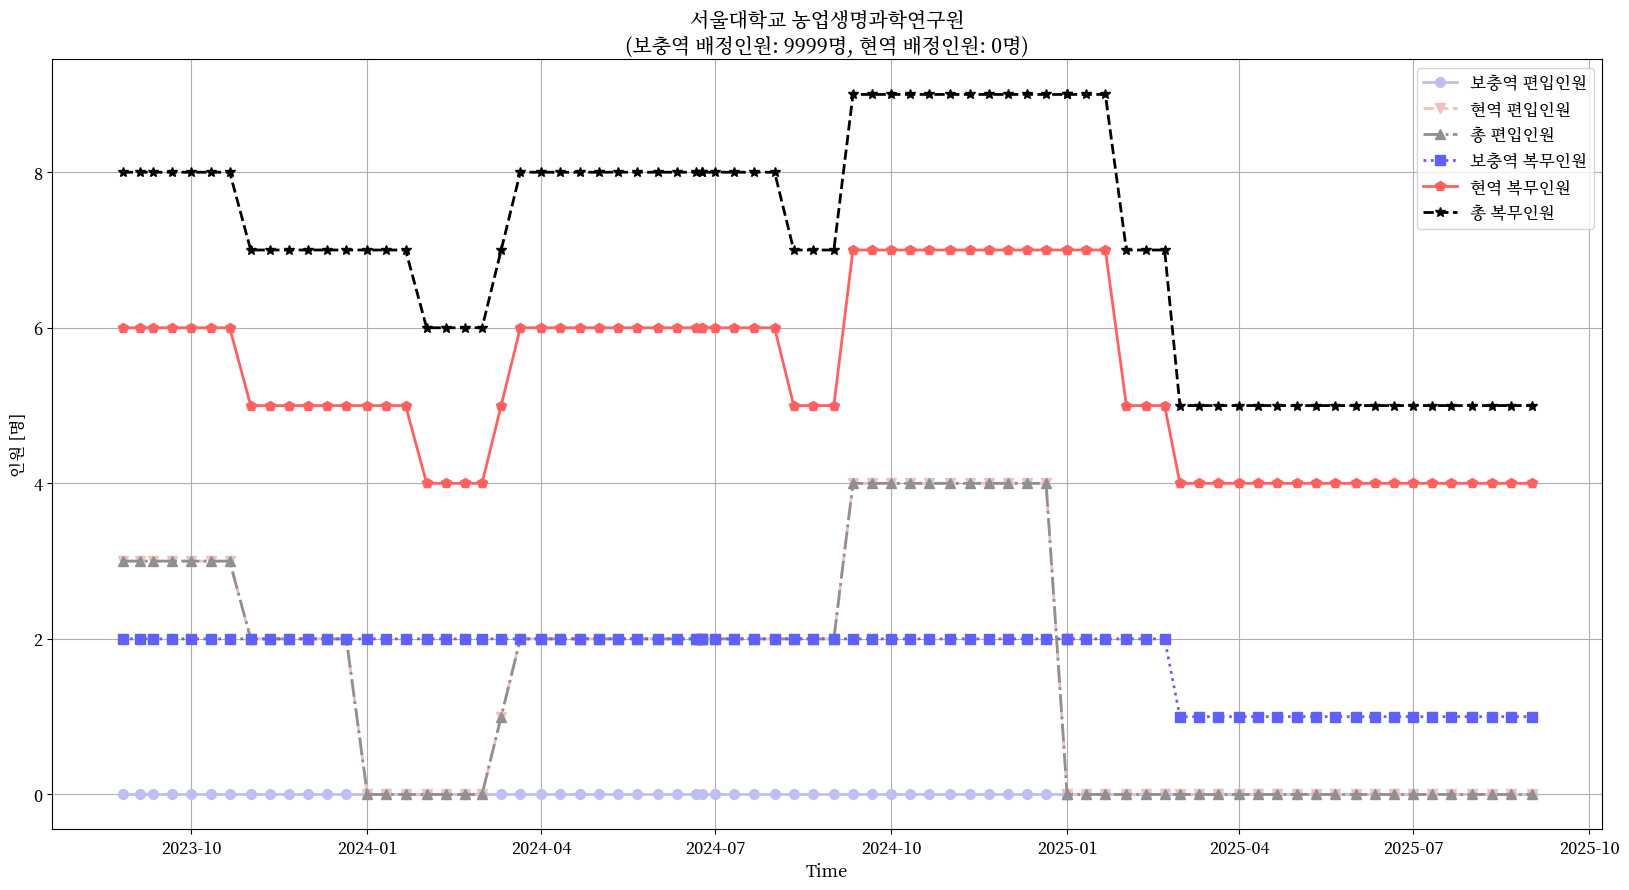 서울대학교 농업생명과학연구원
(보충역 배정인원: 9999명, 현역 배정인원: 0명)
보충역 편입인원
현역 편입인원
총 편입인원
보충역 복무인원
현역 복무인원
총 복무인원
인원 [명]
8
6
4
2
0
2023-10
2024-01
2024-04
2024-07
2024-10
2025-01
2025-04
2025-07
2025-10
Time